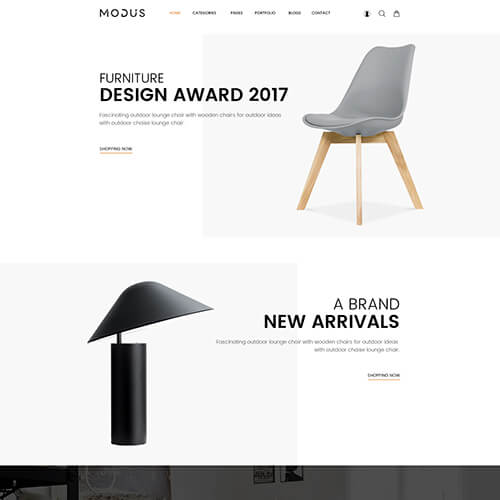 MODUS
HOME CATEGORIES PAGES PORTFOLIO BLOGS CONTACT
FURNITURE
DESIGN AWARD 2017
Fascinating outdoor lounge chair with wooden chairs for outdoor ideas
with outdoor choise lounge chair
SHOPPING NOW
A BRAND
NEW ARRIVALS
Fascinating outdoor lounge chair with wooden chairs for outdoor ideas
with outdoor choise lounge chair.
SHOPPING NOW